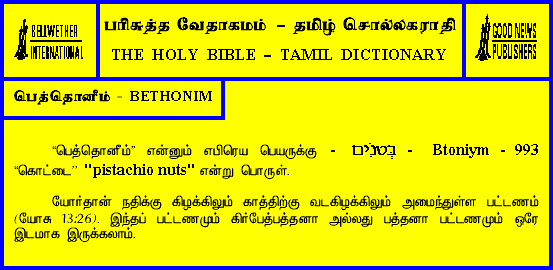 BELLWETHER
INTERNATIONAL
பரிசுத்த வேதாகமம் – தமிழ் சொல்லகராதி
THE HOLY BIBLE – TAMIL DICTIONARY
GOOD NEWS
PUBLISHERS
பெத்தொனீம் - BETHONIM
“பெத்தொனீம்” என்னும் எபிரெய பெயருக்கு - בְּטֹנִים - Btoniym - 993
“கொட்டை” "pistachio nuts" என்று பொருள்.
யோர்தான் நதிக்கு கிழக்கிலும் காத்திற்கு வடகிழக்கிலும் அமைந்துள்ள பட்டணம்
(யோசு 13:26). இந்தப் பட்டணமும் கிர்பேத்பத்தனா அல்லது பத்தனா பட்டணமும் ஒரே
இடமாக இருக்கலாம்.